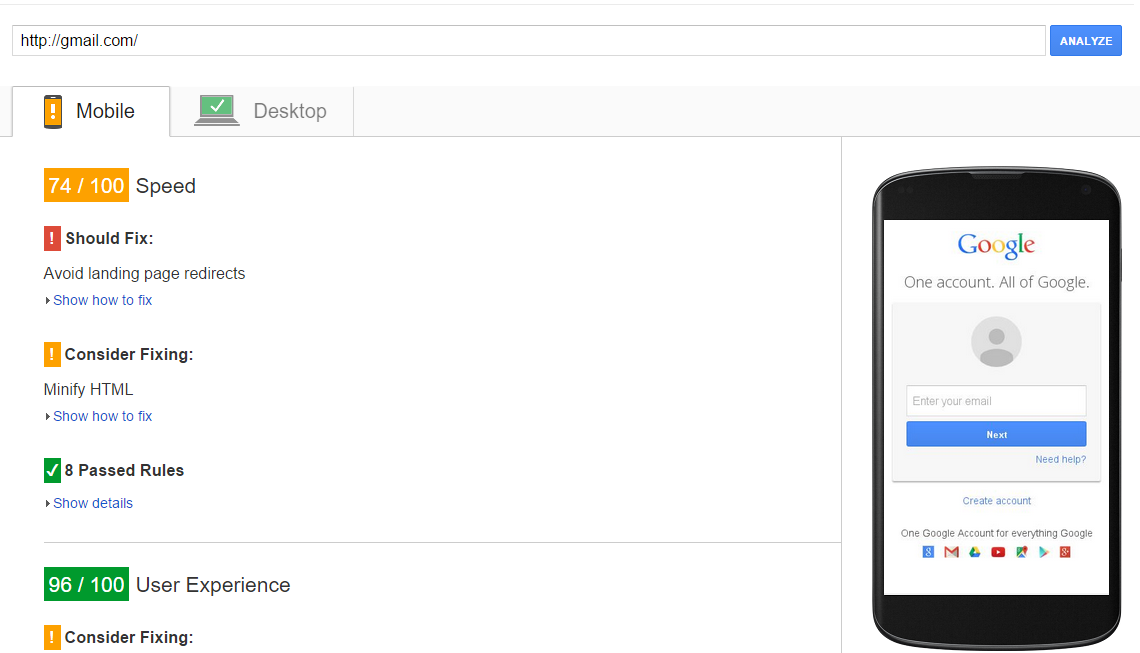 http://gmail.com/
ANALYZE
Mobile
Desktop
74 / 100 Speed
! Should Fix:
Avoid landing page redirects
Show how to fix
! Consider Fixing:
Minify HTML
Show how to fix
8 Passed Rules
Show details
96 / 100 User Experience
! Consider Fixing:
Google
One account. All of Google.
Enter your email
Next
Need help?
Create account
One Google Account for everything Google